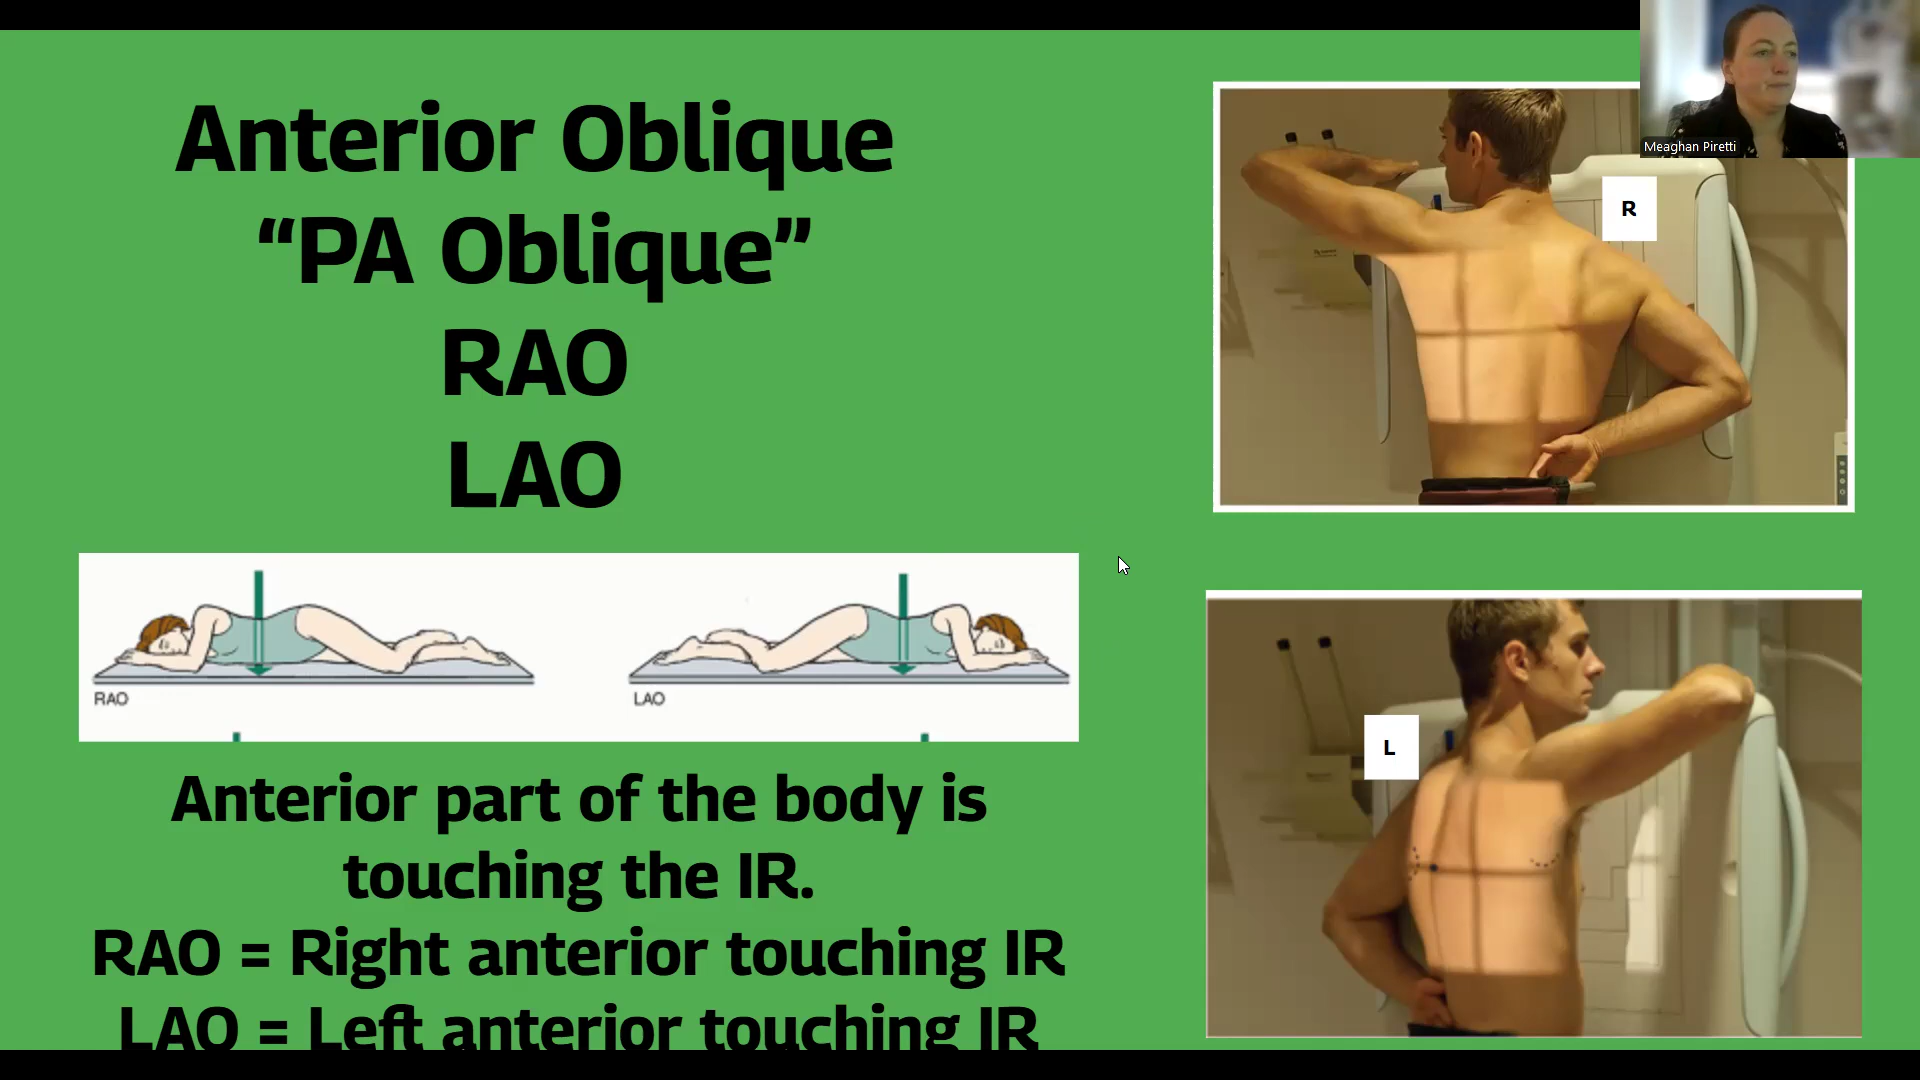 Anterior Oblique
“PA Oblique”
RAO
LAO
RAO
LAO
Anterior part of the body is
touching the IR.
RAO = Right anterior touching IR
LAO = Left anterior touching IR
R
L
Meaghan Piretti